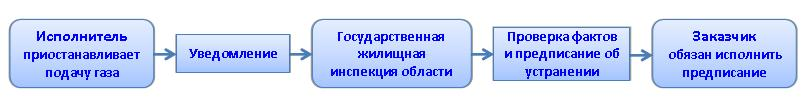 Исполнитель
приостанавливает
подачу газа
Уведомление
Государственная
жилищная
инспекция области
Проверка фактов
и предписание об
устранении
Заказчик
обязан исполнить
предписание